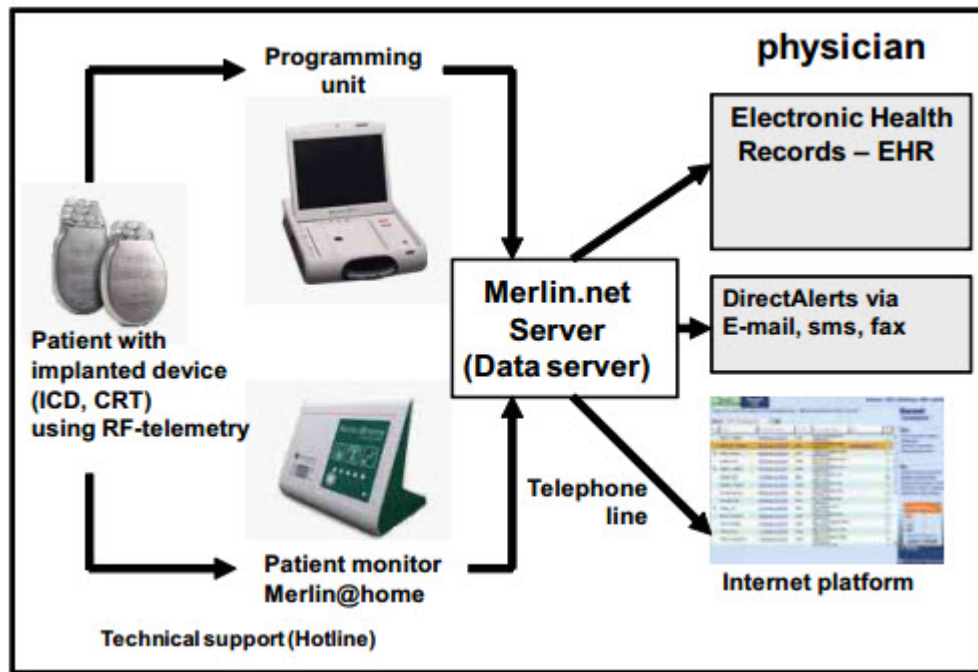 physician
Programming
unit
Electronic Health
Records – EHR
Merlin.net
Server
(Data server)
DirectAlerts via
E-mail, sms, fax
Patient with
implanted device
(ICD, CRT)
using RF-telemetry
Telephone
line
Patient monitor
Merlin@home
Internet platform
Technical support (Hotline)